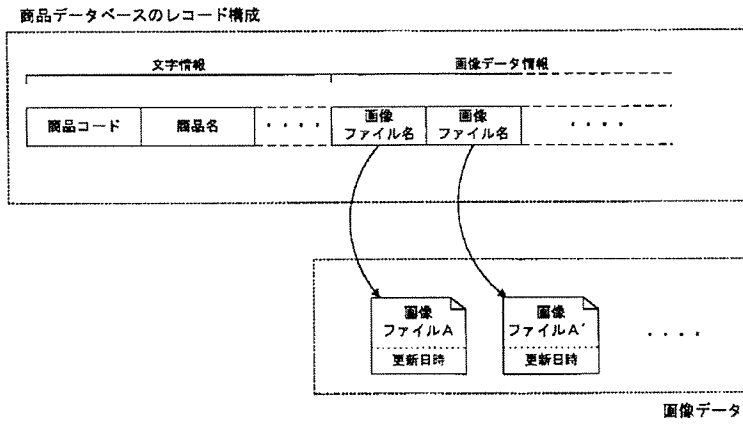 商品データベースのレコード構成
文字情報
画像データ情報
商品コード
商品名
・・・・
画像
ファイル名
画像
ファイル名
・・・・
画像
ファイルA
更新日時
画像
ファイルA´
更新日時
・・・・
画像データ